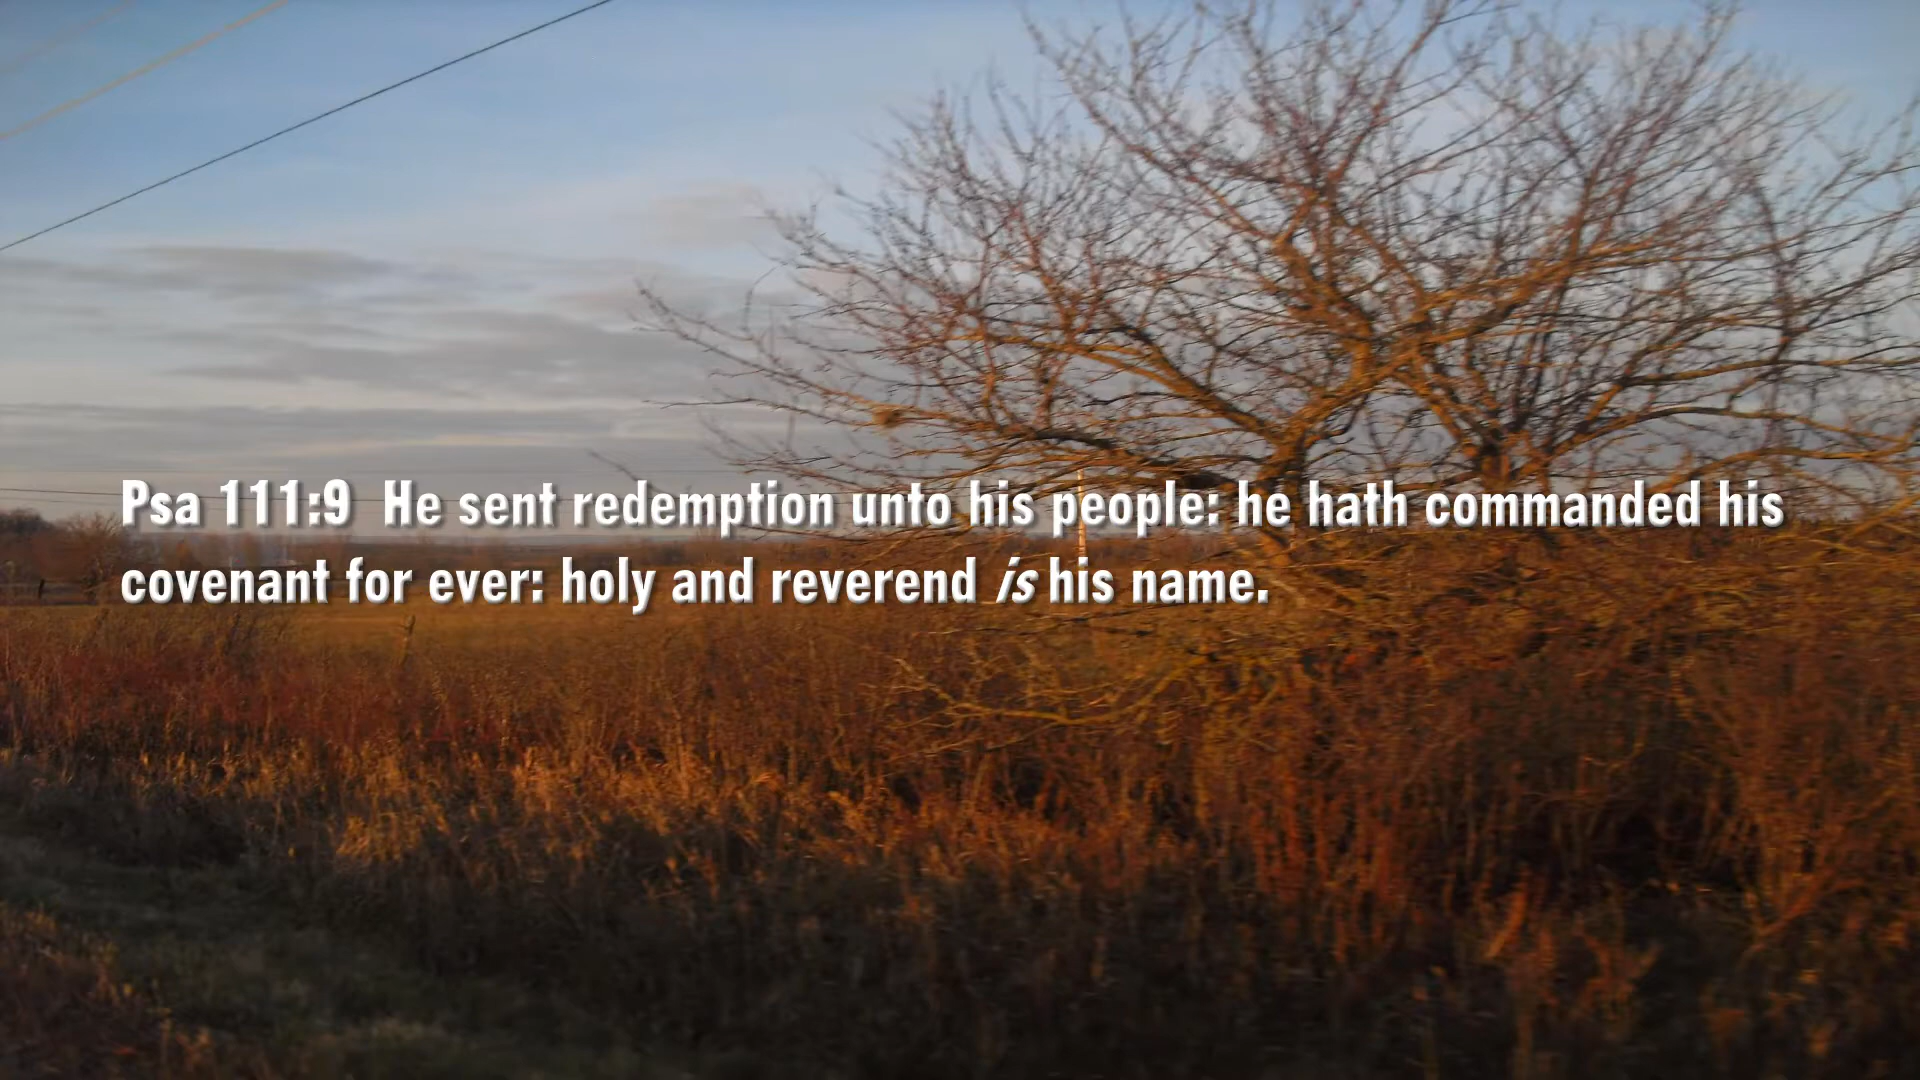 Psa 111:9  He sent redemption unto his people: he hath commanded his
covenant for ever: holy and reverend is his name.